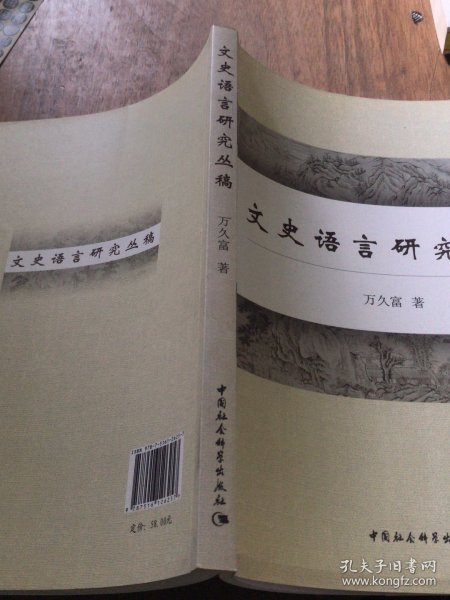 文史语言研究丛稿
万久富 著
中国社会科学出版社
文史语言研究
万久富 著
中国社会科学出
文史语言研究丛稿
定价：58.00元
孔夫子旧书网
www.kongfz.com